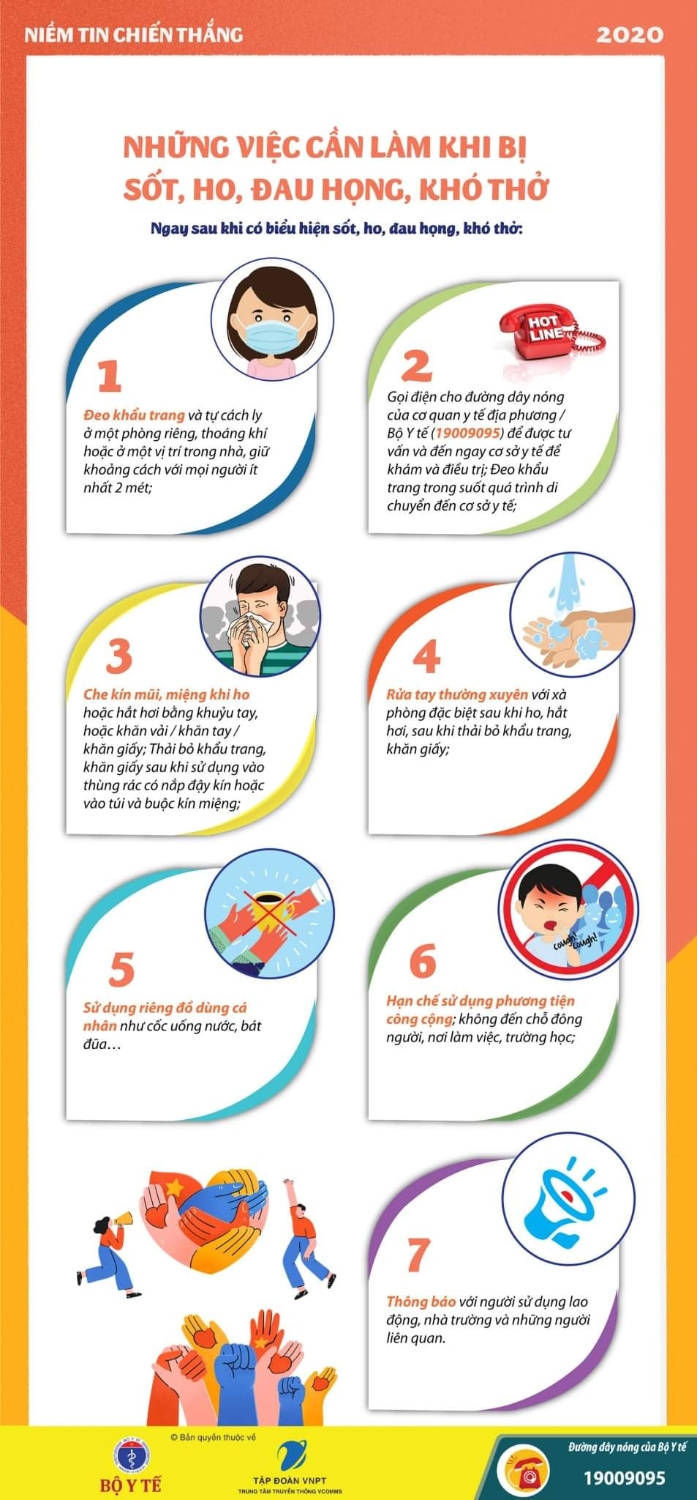 NIỀM TIN CHIẾN THẮNG
2020
NHỮNG VIỆC CẦN LÀM KHI BỊ
SỐT, HO, ĐAU HỌNG, KHÓ THỞ
Ngay sau khi có biểu hiện sốt, ho, đau họng, khó thở:
1
Đeo khẩu trang và tự cách ly
ở một phòng riêng, thoáng khí
hoặc ở một vị trí trong nhà, giữ
khoảng cách với mọi người ít
nhất 2 mét;
HOT
LINE
2
Gọi điện cho đường dây nóng
của cơ quan y tế địa phương /
Bộ Y tế (19009095) để được tư
vấn và đến ngay cơ sở y tế để
khám và điều trị; Đeo khẩu
trang trong suốt quá trình di
chuyển đến cơ sở y tế;
3
Che kín mũi, miệng khi ho
hoặc hắt hơi bằng khuỷu tay,
hoặc khăn vải / khăn tay /
khăn giấy; Thải bỏ khẩu trang,
khăn giấy sau khi sử dụng vào
thùng rác có nắp đậy kín hoặc
vào túi và buộc kín miệng;
4
Rửa tay thường xuyên với xà
phòng đặc biệt sau khi ho, hắt
hơi, sau khi thải bỏ khẩu trang,
khăn giấy;
5
Sử dụng riêng đồ dùng cá
nhân như cốc uống nước, bát
đũa...
cough! cough!
6
Hạn chế sử dụng phương tiện
công cộng; không đến chỗ đông
người, nơi làm việc, trường học;
7
Thông báo với người sử dụng lao
động, nhà trường và những người
liên quan.
© Bản quyền thuộc về
BỘ Y TẾ
TẬP ĐOÀN VNPT
TRUNG TÂM TRUYỀN THÔNG VCOMMS
Đường dây nóng của Bộ Y tế
19009095